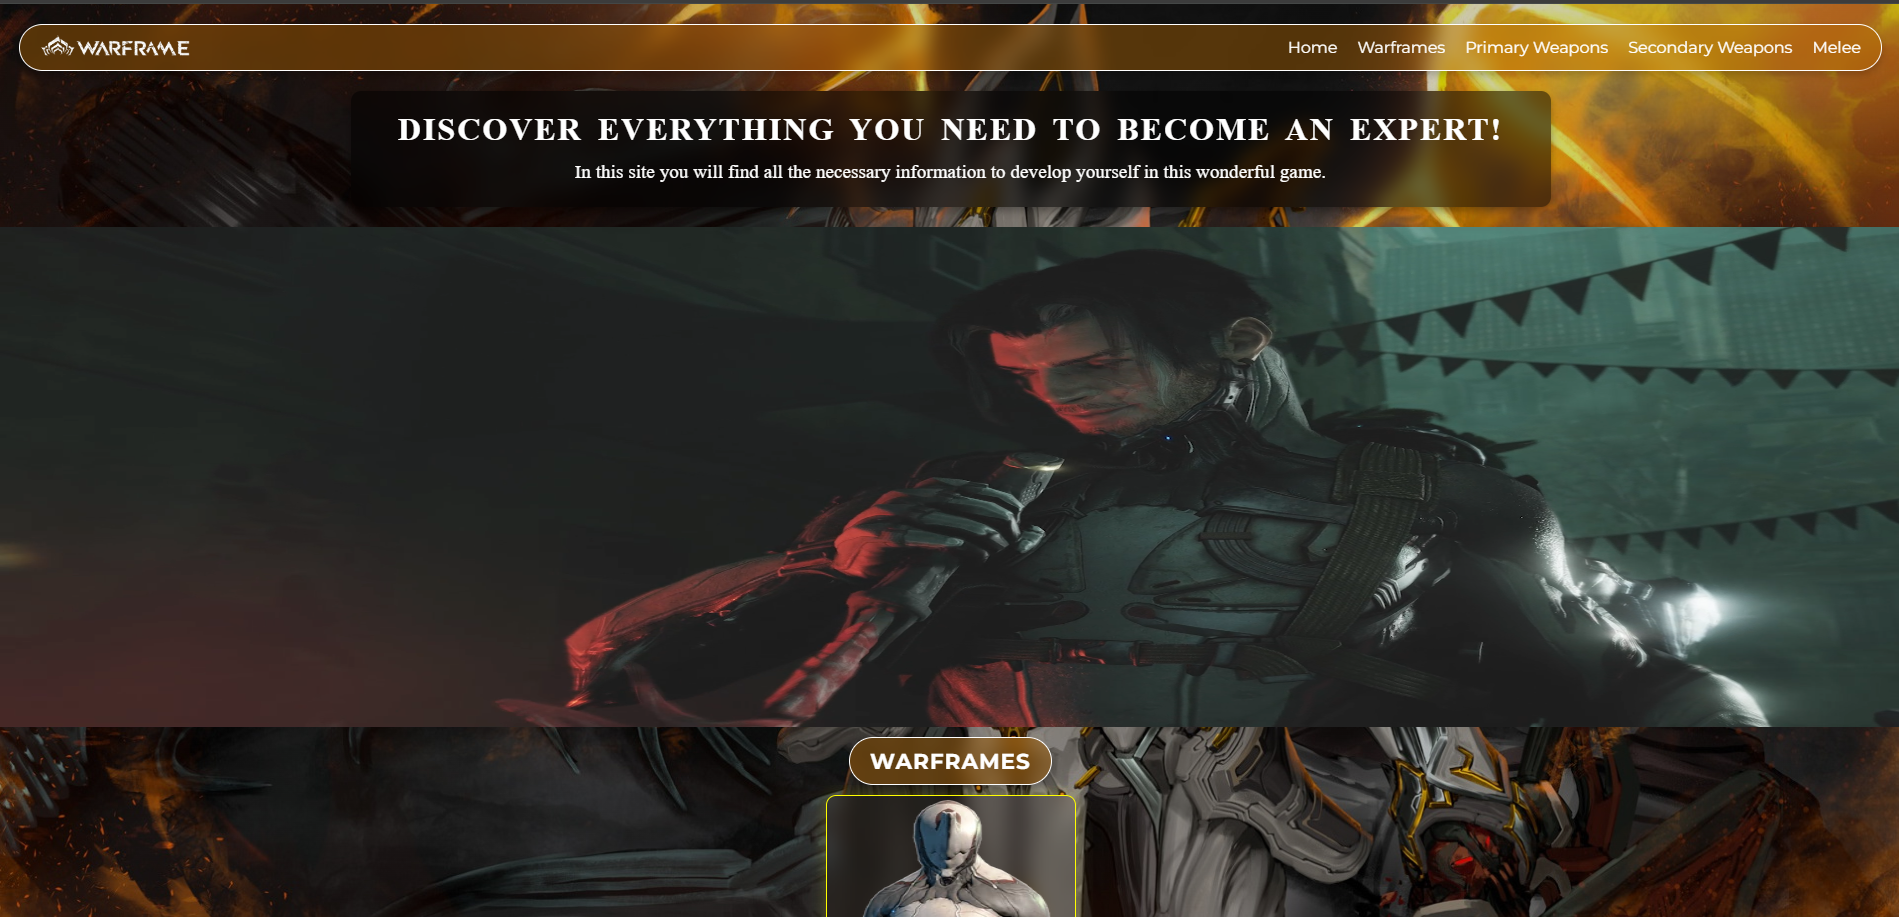 WARFRAME
Home Warframes Primary Weapons Secondary Weapons Melee
DISCOVER EVERYTHING YOU NEED TO BECOME AN EXPERT!
In this site you will find all the necessary information to develop yourself in this wonderful game.
WARFRAMES